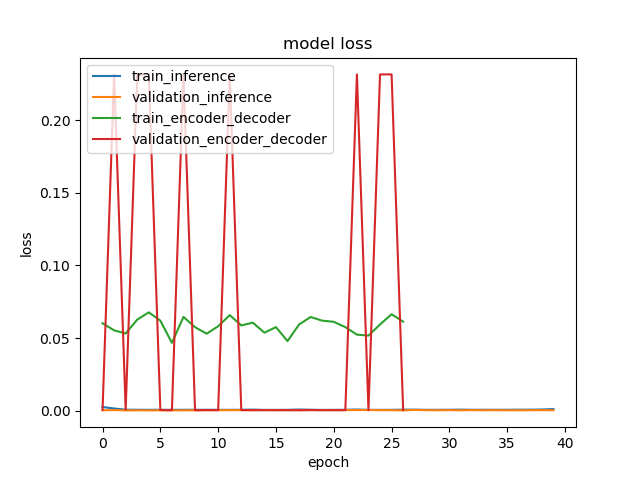 model loss
train_inference
validation_inference
train_encoder_decoder
validation_encoder_decoder
0.20
0.15
0.10
0.05
0.00
loss
0 5 10 15 20 25 30 35 40
epoch